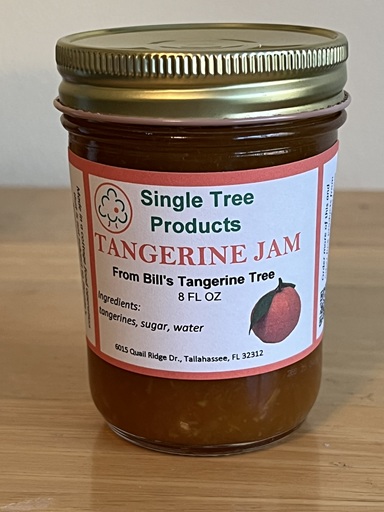 Single Tree
Products
TANGERINE JAM
From Bill's Tangerine Tree
8 FL OZ
Ingredients:
tangerines, sugar, water
6015 Quail Ridge Dr., Tallahassee, FL 32312